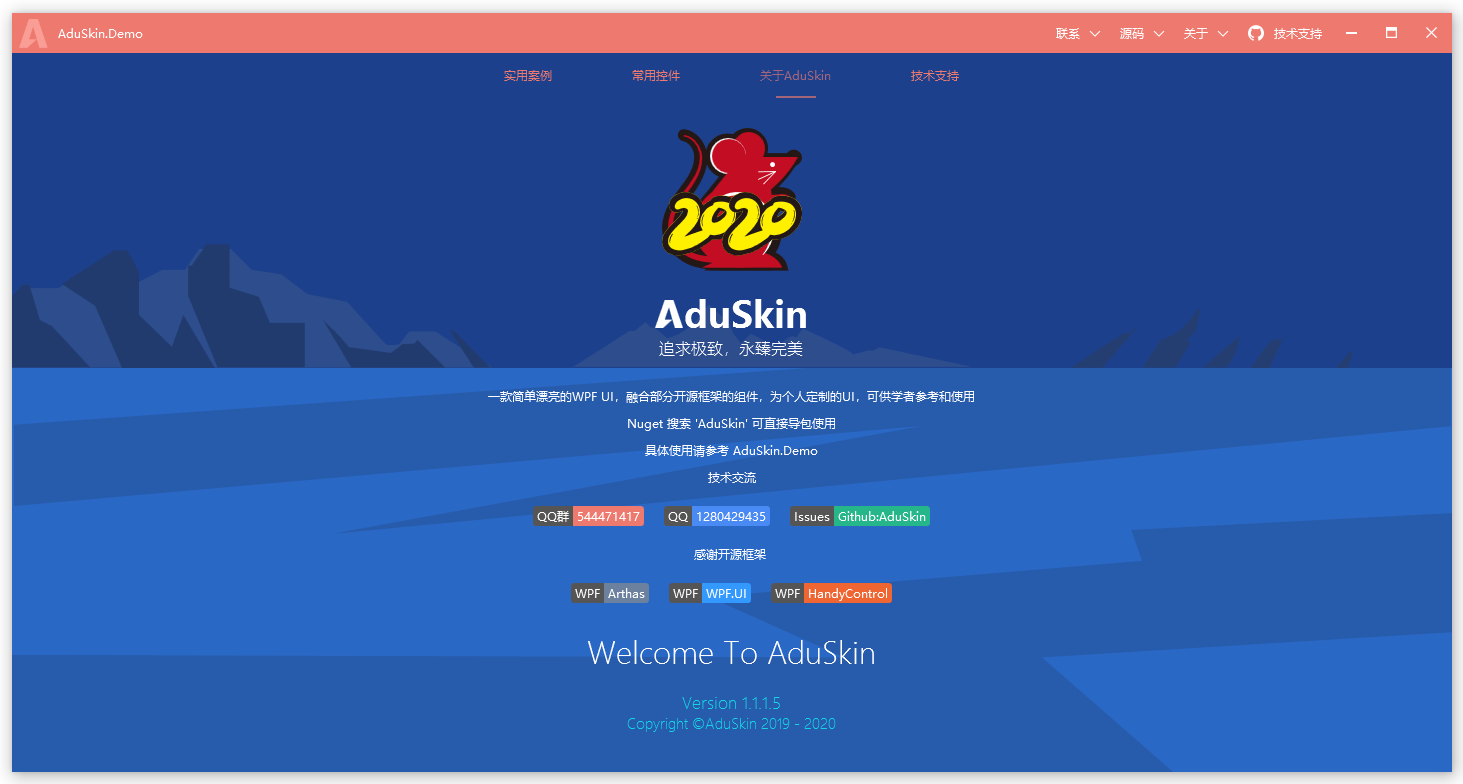 AduSkin.Demo 联系 源码 关于 技术支持
实用案例 常用控件 关于AduSkin 技术支持
2020
AduSkin
追求极致，永臻完美
一款简单漂亮的WPF UI，融合部分开源框架的组件，为个人定制的UI，可供学者参考和使用
Nuget 搜索 'AduSkin' 可直接导包使用
具体使用请参考 AduSkin.Demo
技术交流
QQ群 544471417 QQ 1280429435 Issues Github:AduSkin
感谢开源框架
WPF Arthas WPF WPF.UI WPF HandyControl
Welcome To AduSkin
Version 1.1.1.5
Copyright ©AduSkin 2019 - 2020